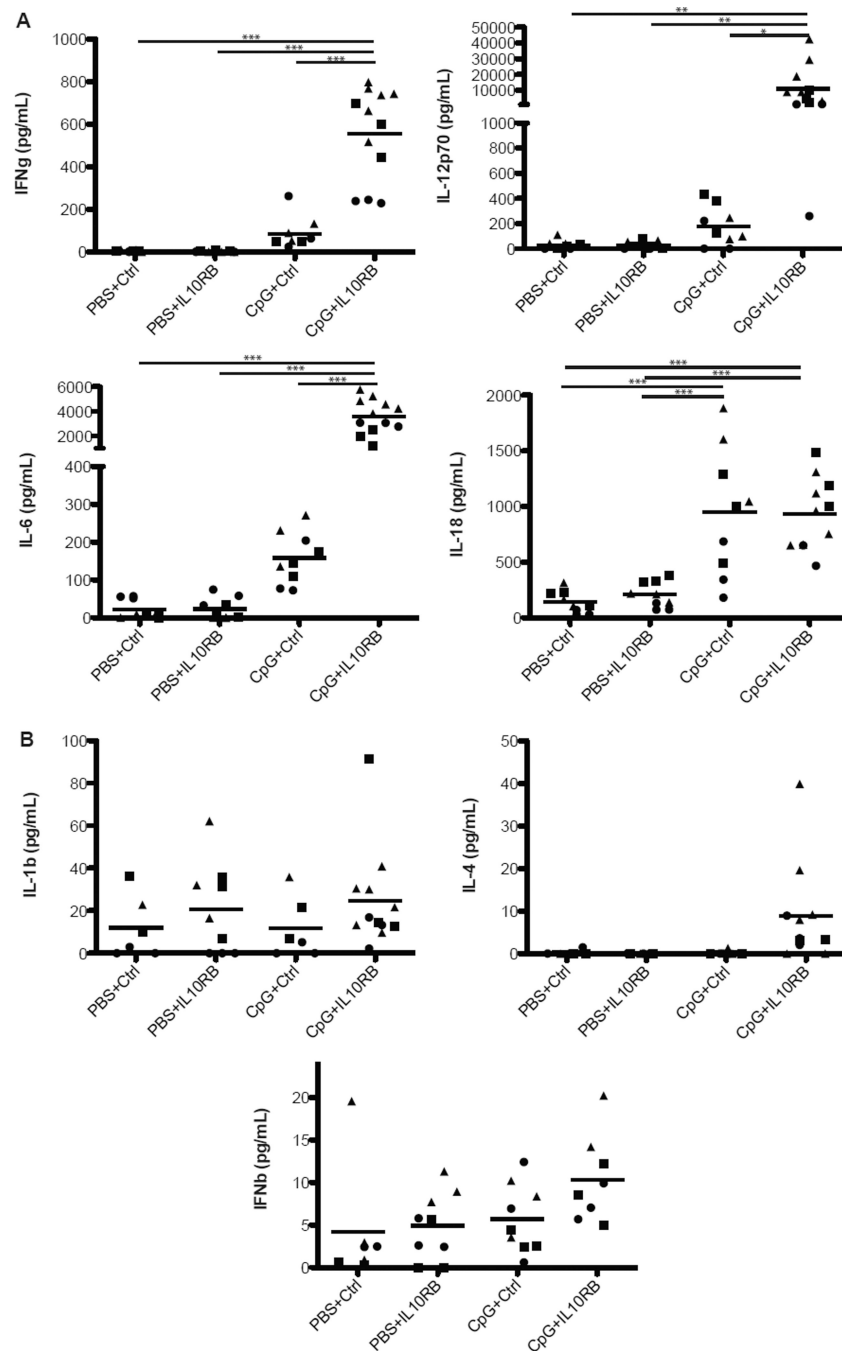 A
***
***
***
IFNg (pg/mL)
1000
800
600
400
200
0
PBS+Ctrl
PBS+IL10RB
CpG+Ctrl
CpG+IL10RB
**
**
*
IL-12p70 (pg/mL)
50000
40000
30000
20000
10000
1000
800
600
400
200
0
PBS+Ctrl
PBS+IL10RB
CpG+Ctrl
CpG+IL10RB
***
***
***
IL-6 (pg/mL)
6000
4000
2000
400
300
200
100
0
PBS+Ctrl
PBS+IL10RB
CpG+Ctrl
CpG+IL10RB
***
***
***
***
IL-18 (pg/mL)
2000
1500
1000
500
0
PBS+Ctrl
PBS+IL10RB
CpG+Ctrl
CpG+IL10RB
B
IL-1b (pg/mL)
100
80
60
40
20
0
PBS+Ctrl
PBS+IL10RB
CpG+Ctrl
CpG+IL10RB
IL-4 (pg/mL)
50
40
30
20
10
0
PBS+Ctrl
PBS+IL10RB
CpG+Ctrl
CpG+IL10RB
IFNb (pg/mL)
20
15
10
5
0
PBS+Ctrl
PBS+IL10RB
CpG+Ctrl
CpG+IL10RB